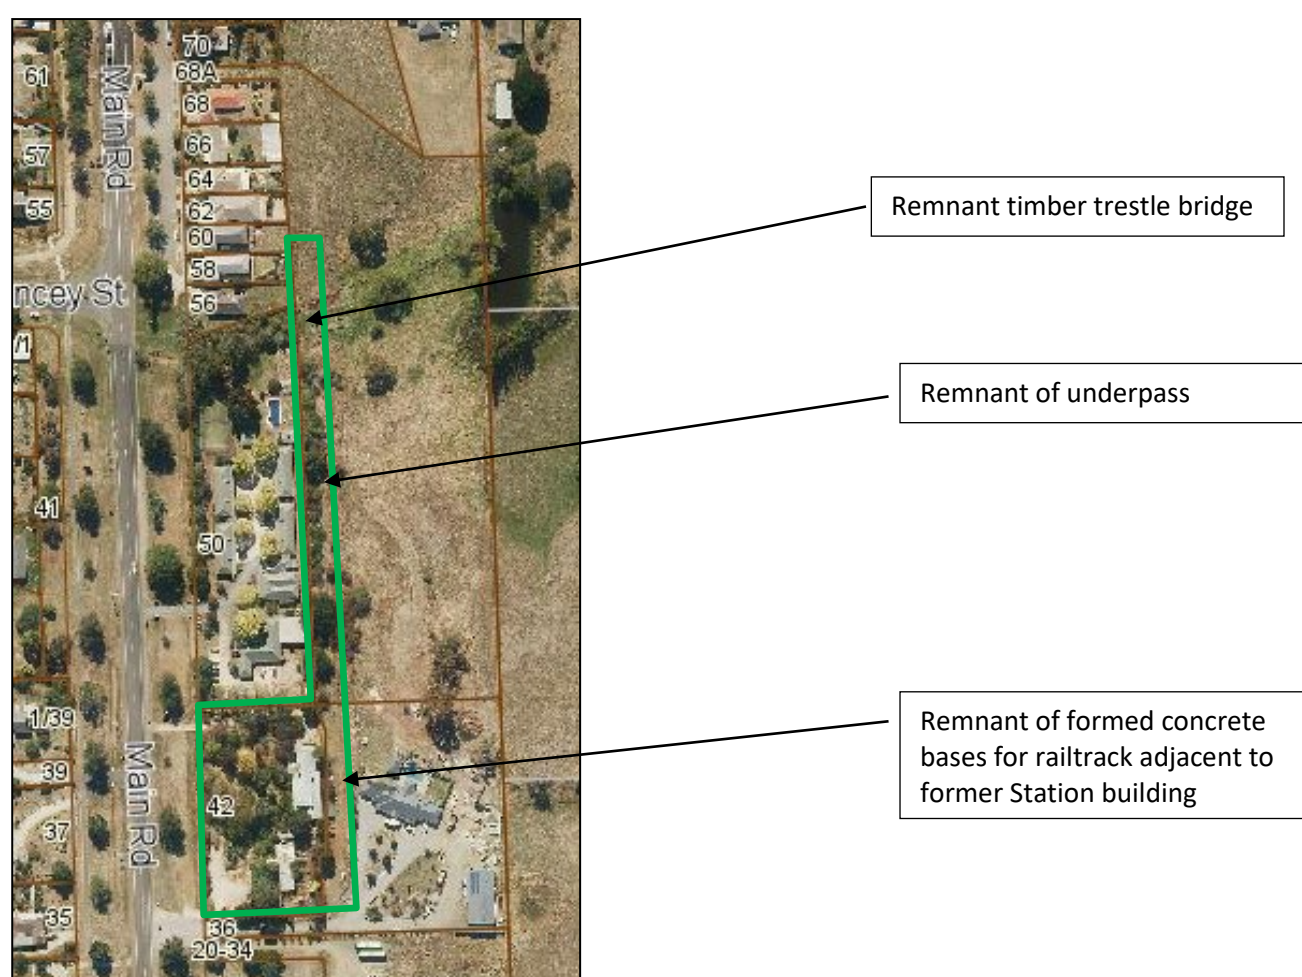 70
68A
61
Main Rd
68
66
57
64
55
62
60
58
ncey St
56
/1
41
50
1/39
39
Main Rd
42
37
35
36
20-34
Remnant timber trestle bridge
Remnant of underpass
Remnant of formed concrete
bases for railtrack adjacent to
former Station building